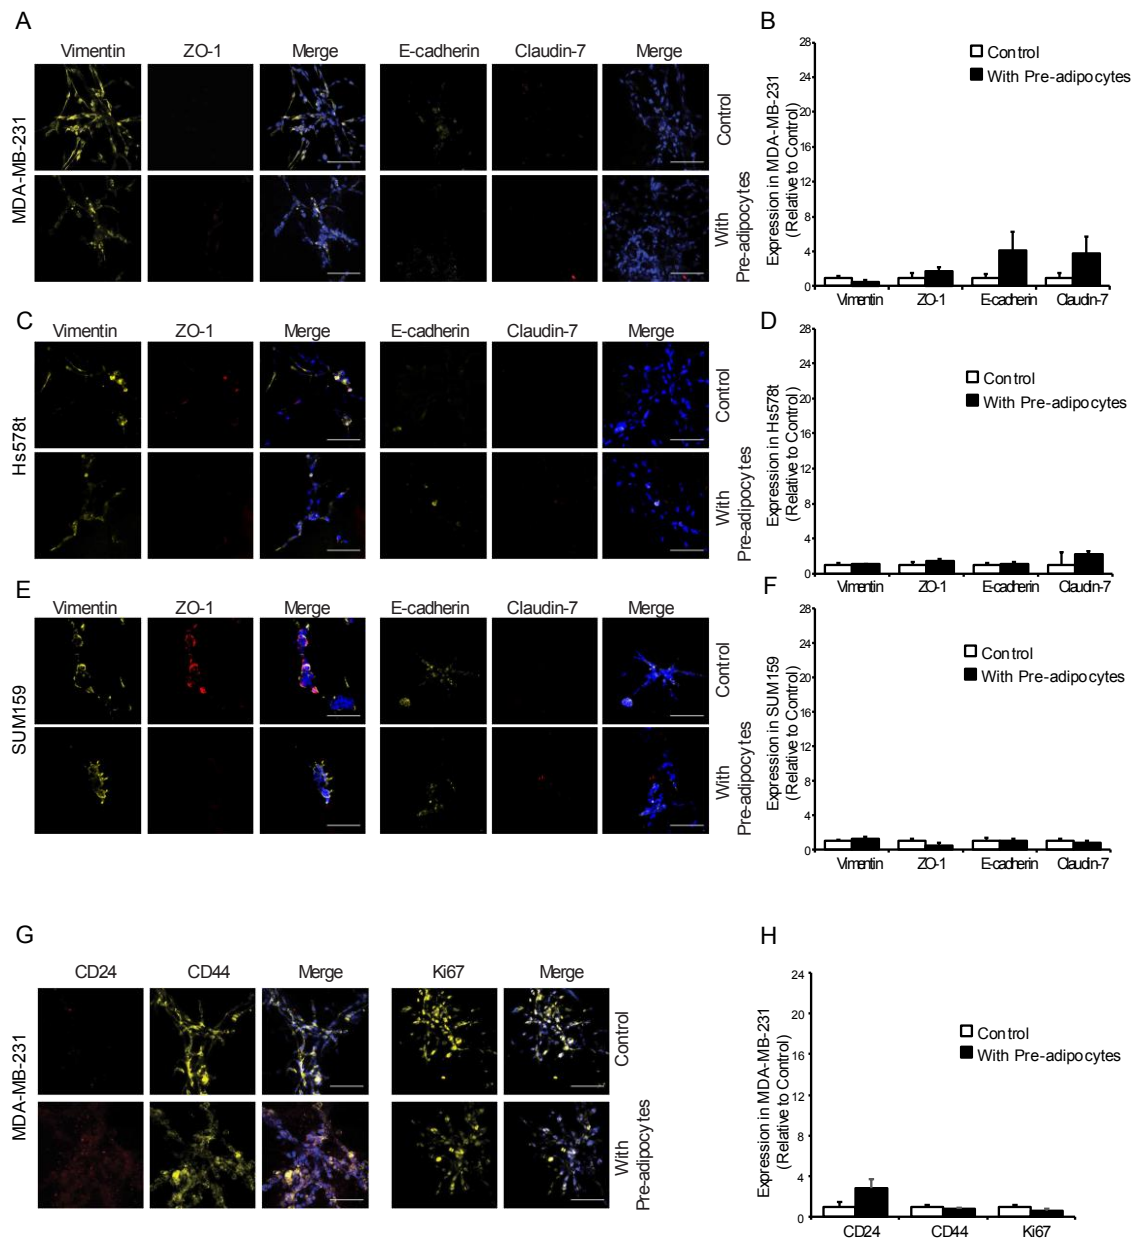 A
Vimentin ZO-1 Merge E-cadherin Claudin-7 Merge
MDA-MB-231
Control
With
Pre-adipocytes
B
Expression in MDA-MB-231
(Relative to Control)
28
24
20
16
12
8
4
0
Control
With Pre-adipocytes
Vimentin ZO-1 E-cadherin Claudin-7
C
Vimentin ZO-1 Merge E-cadherin Claudin-7 Merge
Hs578t
Control
With
Pre-adipocytes
D
Expression in Hs578t
(Relative to Control)
28
24
20
16
12
8
4
0
Control
With Pre-adipocytes
Vimentin ZO-1 E-cadherin Claudin-7
E
Vimentin ZO-1 Merge E-cadherin Claudin-7 Merge
SUM159
Control
With
Pre-adipocytes
F
Expression in SUM159
(Relative to Control)
28
24
20
16
12
8
4
0
Control
With Pre-adipocytes
Vimentin ZO-1 E-cadherin Claudin-7
G
CD24 CD44 Merge Ki67 Merge
MDA-MB-231
Control
With
Pre-adipocytes
H
Expression in MDA-MB-231
(Relative to Control)
24
20
16
12
8
4
0
Control
With Pre-adipocytes
CD24 CD44 Ki67